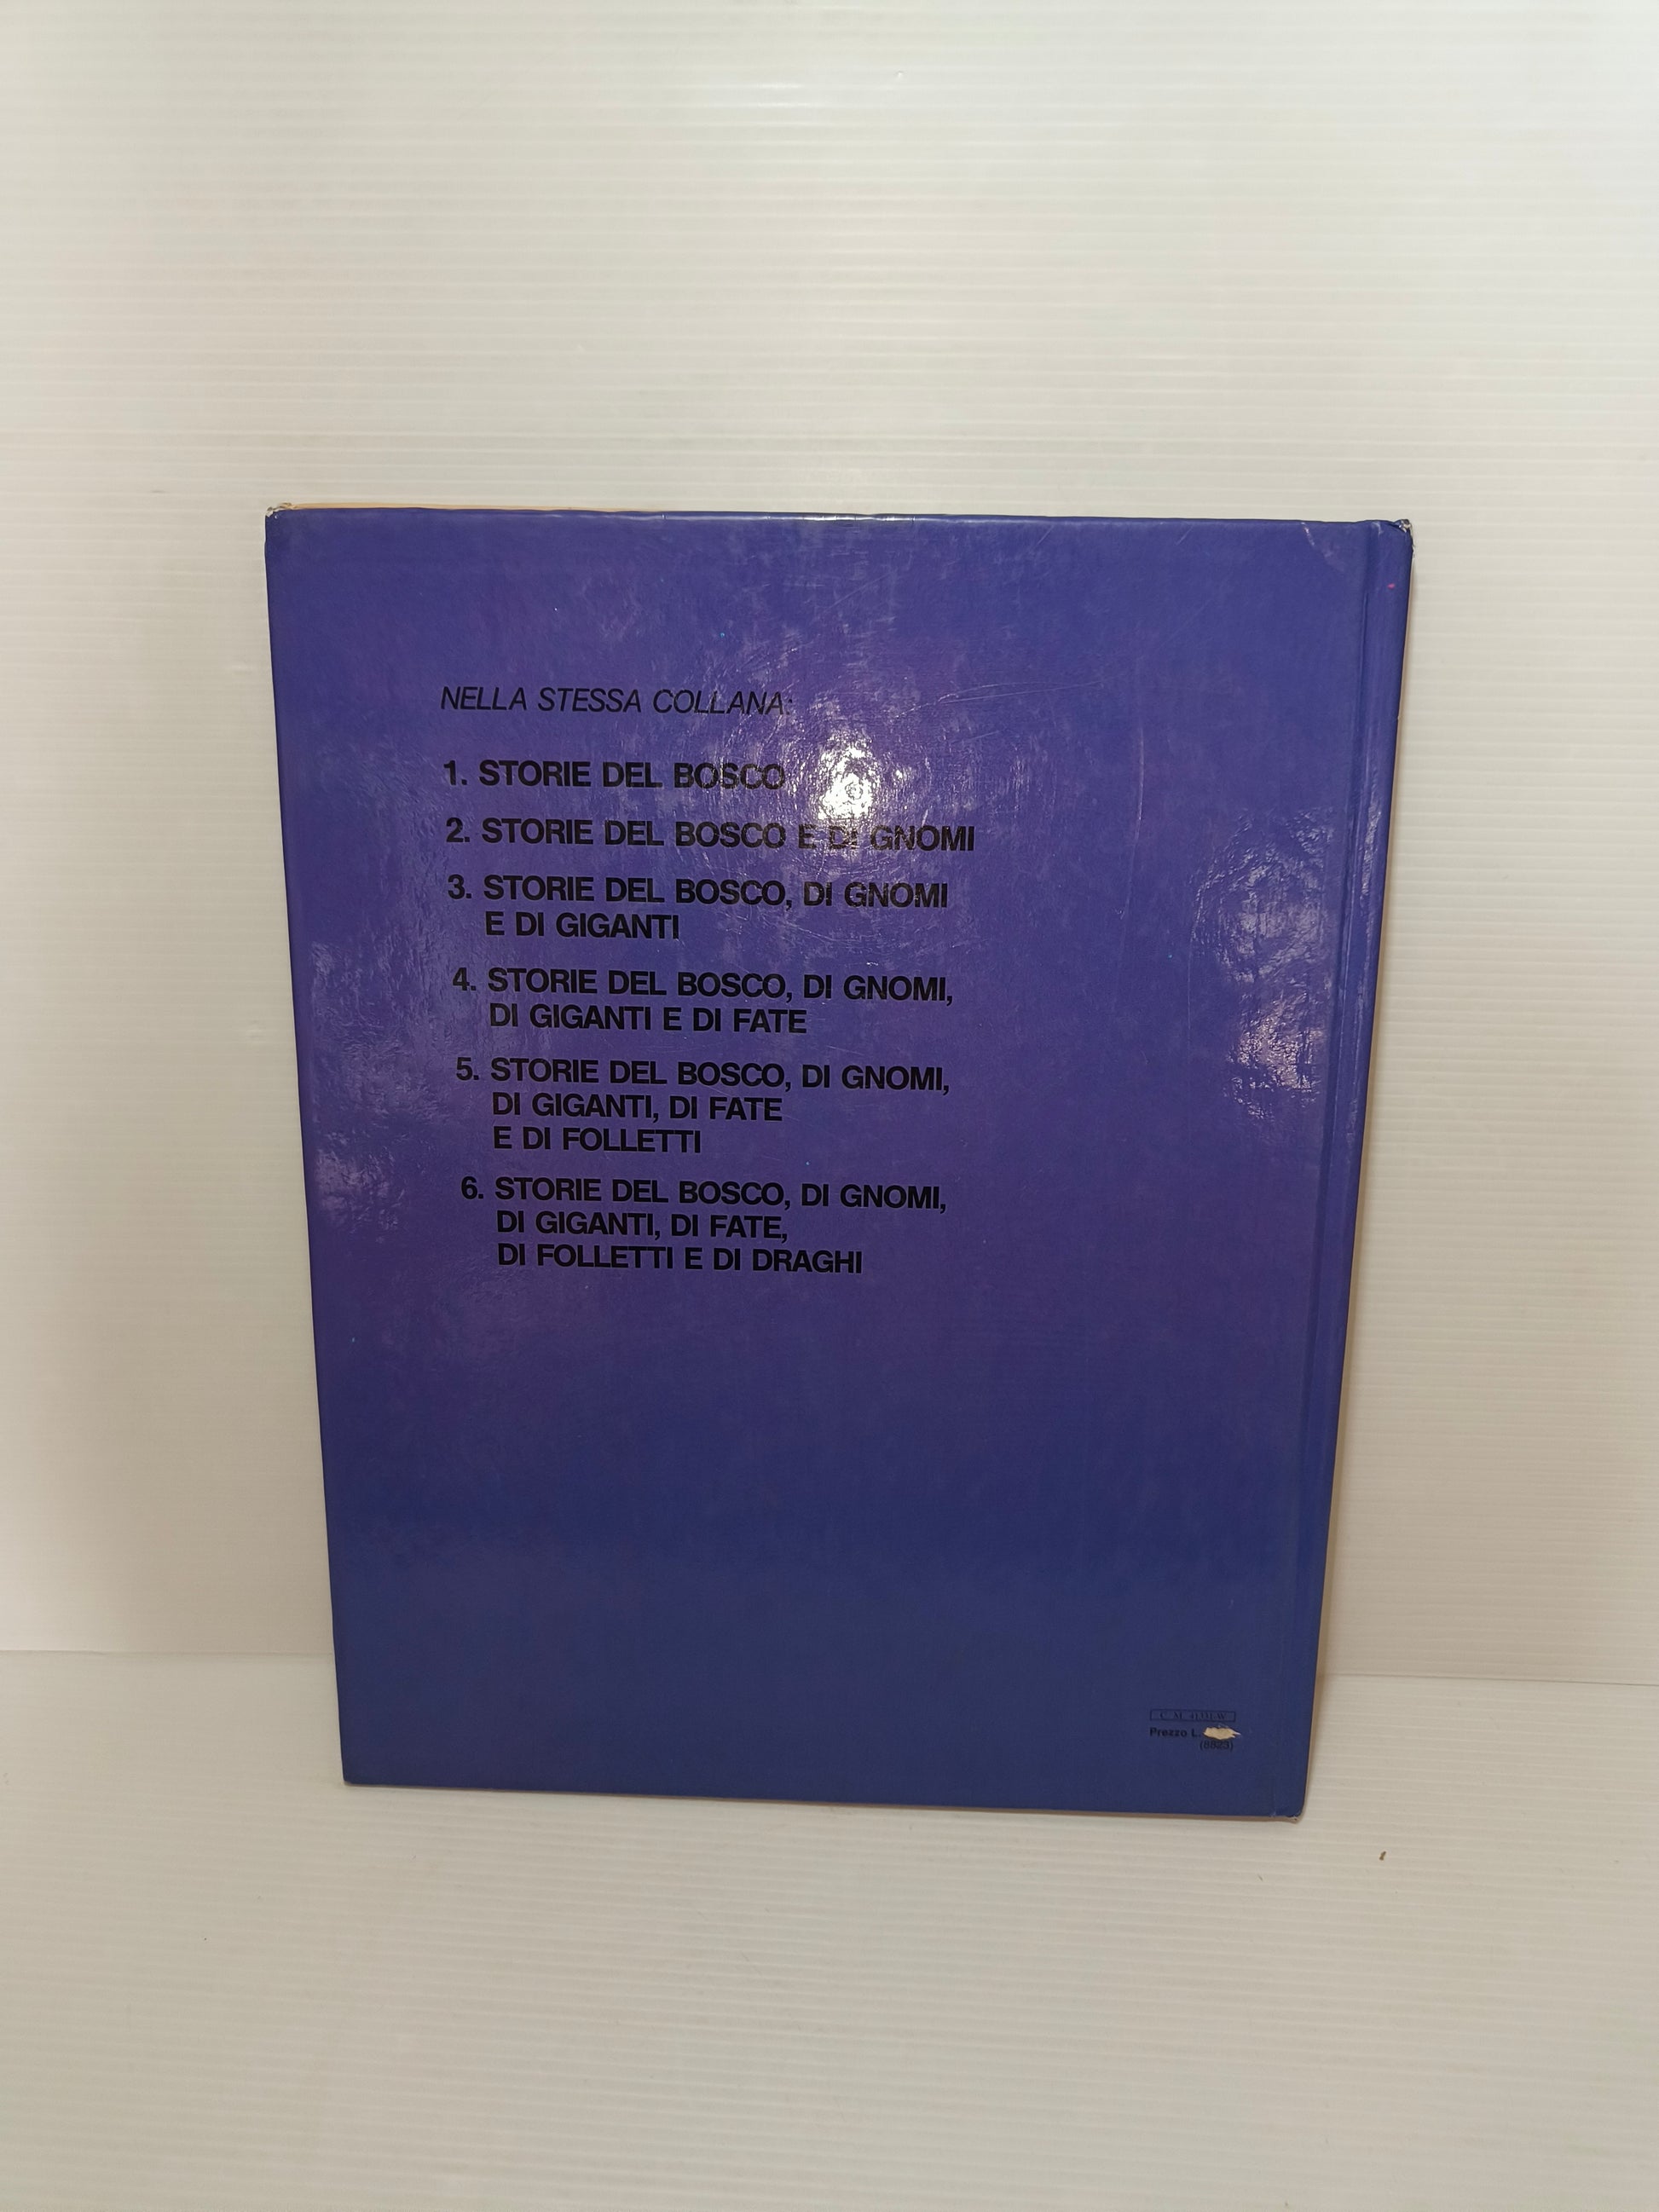 NELLA STESSA COLLANA:
1. STORIE DEL BOSCO
2. STORIE DEL BOSCO E DI GNOMI
3. STORIE DEL BOSCO, DI GNOMI
E DI GIGANTI
4. STORIE DEL BOSCO, DI GNOMI,
DI GIGANTI E DI FATE
5. STORIE DEL BOSCO, DI GNOMI,
DI GIGANTI, DI FATE
E DI FOLLETTI
6. STORIE DEL BOSCO, DI GNOMI,
DI GIGANTI, DI FATE,
DI FOLLETTI E DI DRAGHI
C. M.
Prezzo L.